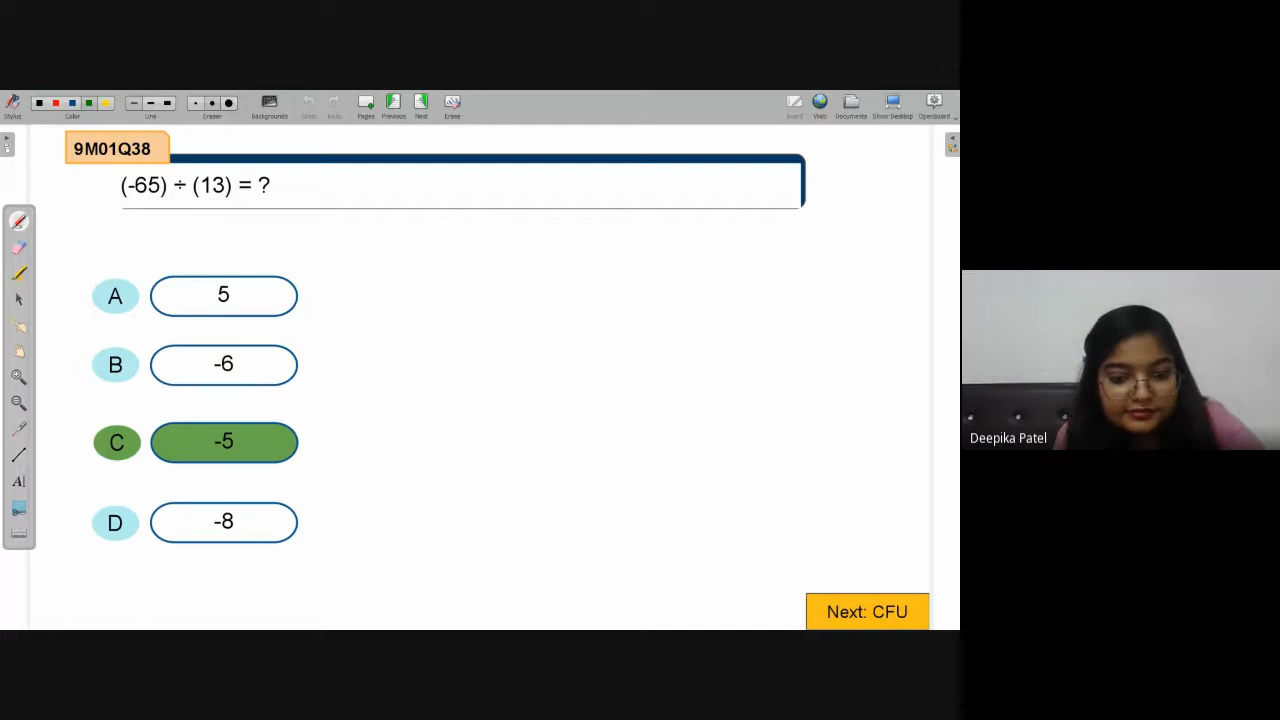 Stylus
Color
Line
Eraser
Backgrounds
Undo
Redo
Pages
Previous
Next
Erase
Board
Web
Documents
Show Desktop
OpenBoard
9M01Q38
(-65) ÷ (13) = ?
A 5
B -6
C -5
D -8
Next: CFU
Deepika Patel